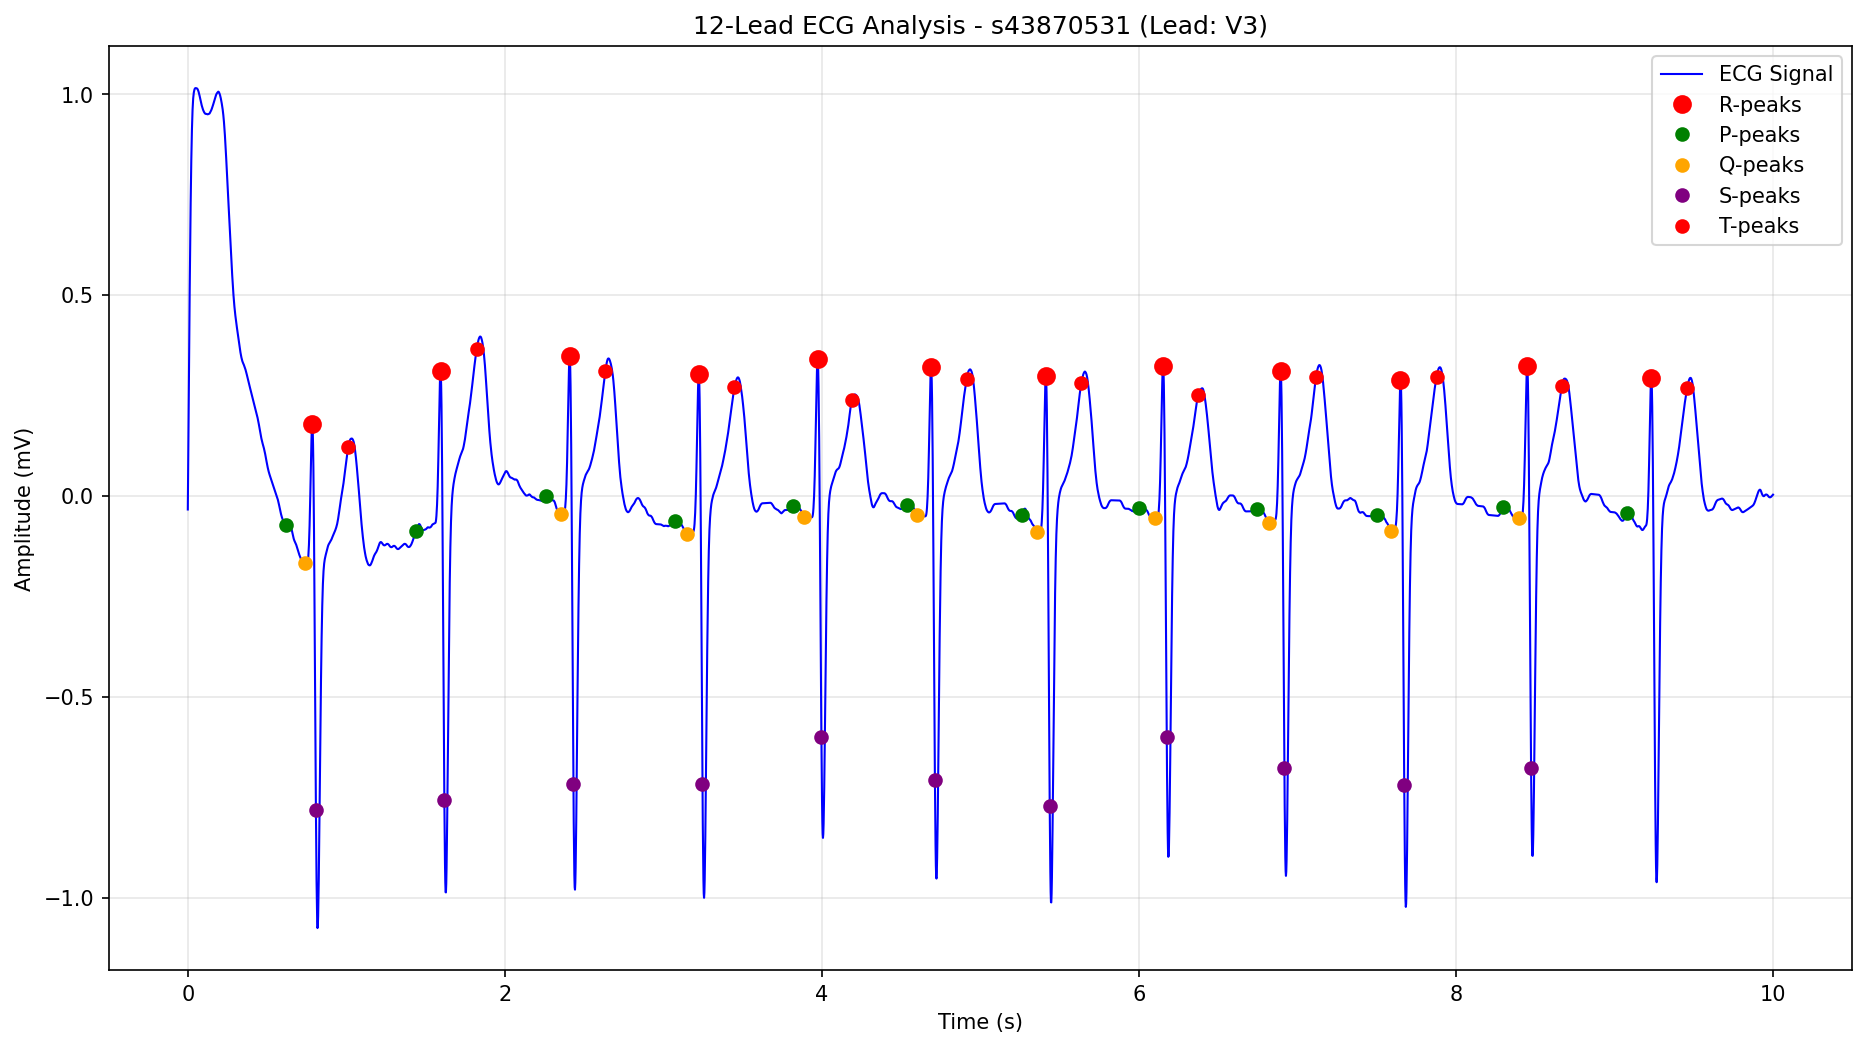 12-Lead ECG Analysis - s43870531 (Lead: V3)
ECG Signal
R-peaks
P-peaks
Q-peaks
S-peaks
T-peaks
Amplitude (mV)
1.0
0.5
0.0
−0.5
−1.0
0 2 4 6 8 10
Time (s)